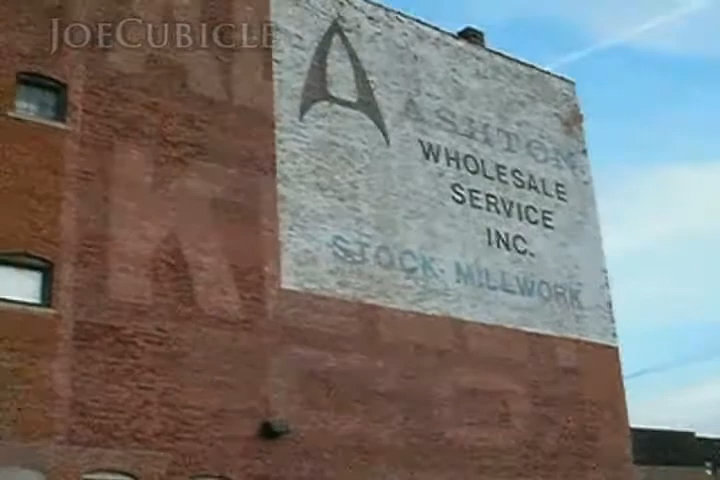 JOECUBICLE
ASHTON
WHOLESALE
SERVICE
INC.
STOCK MILLWORK
K